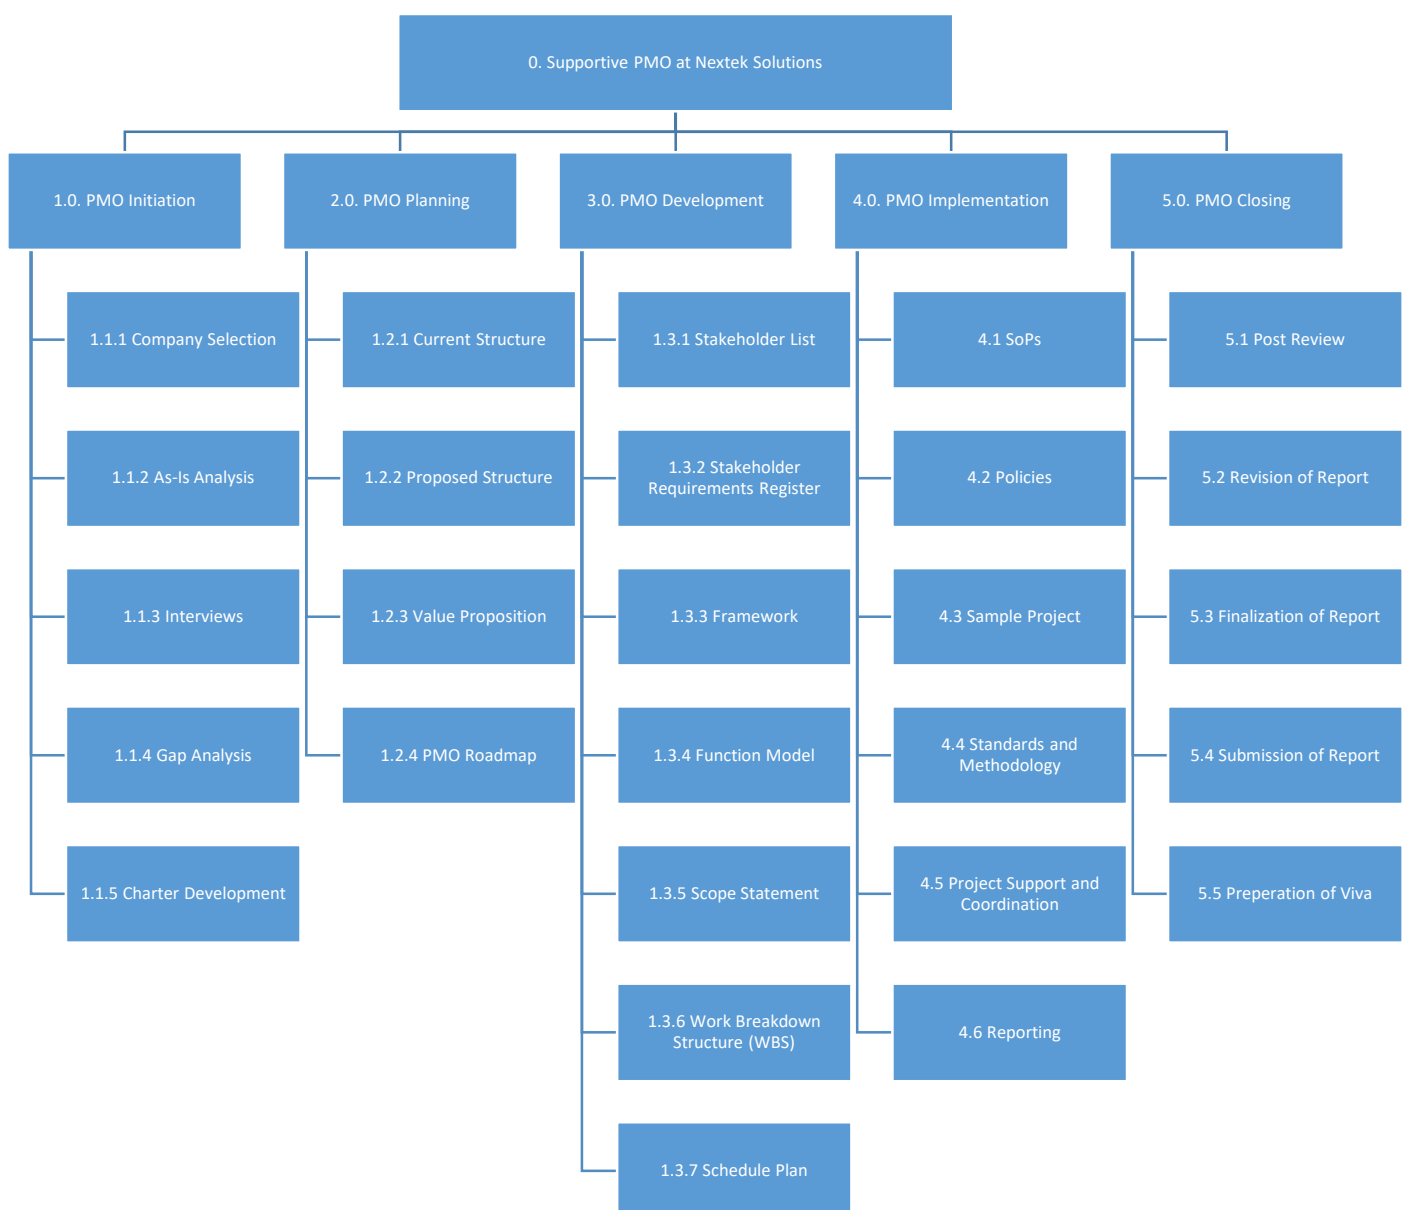 0. Supportive PMO at Nextek Solutions
1.0. PMO Initiation
2.0. PMO Planning
3.0. PMO Development
4.0. PMO Implementation
5.0. PMO Closing
1.1.1 Company Selection
1.1.2 As-Is Analysis
1.1.3 Interviews
1.1.4 Gap Analysis
1.1.5 Charter Development
1.2.1 Current Structure
1.2.2 Proposed Structure
1.2.3 Value Proposition
1.2.4 PMO Roadmap
1.3.1 Stakeholder List
1.3.2 Stakeholder
Requirements Register
1.3.3 Framework
1.3.4 Function Model
1.3.5 Scope Statement
1.3.6 Work Breakdown
Structure (WBS)
1.3.7 Schedule Plan
4.1 SoPs
4.2 Policies
4.3 Sample Project
4.4 Standards and
Methodology
4.5 Project Support and
Coordination
4.6 Reporting
5.1 Post Review
5.2 Revision of Report
5.3 Finalization of Report
5.4 Submission of Report
5.5 Preperation of Viva